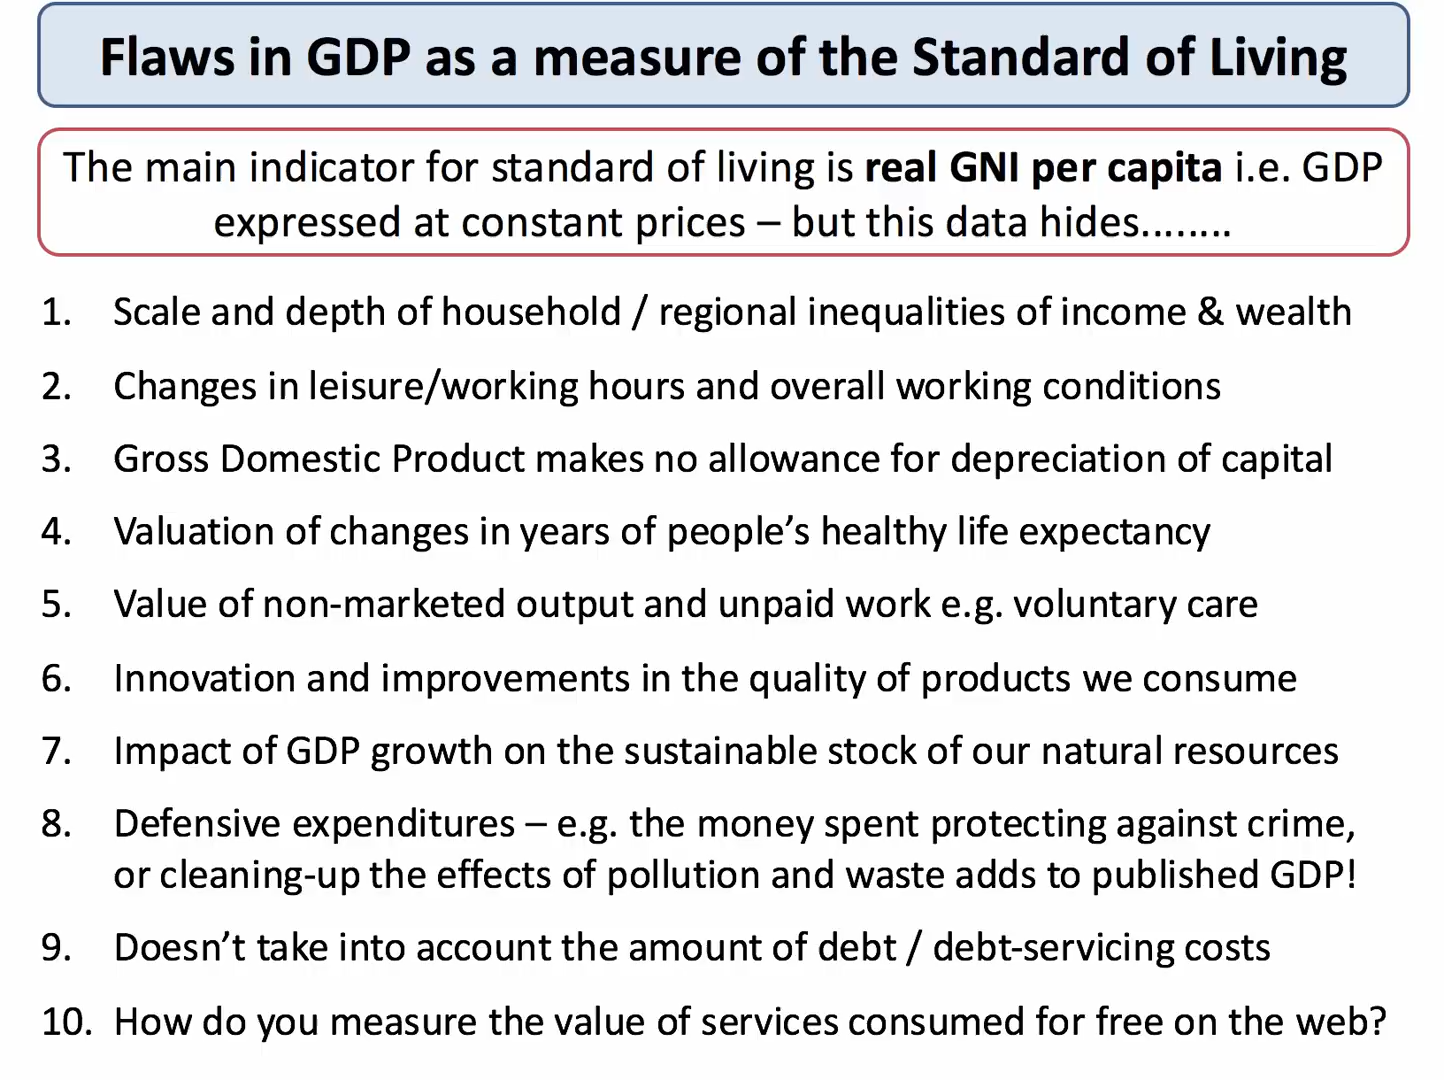 Flaws in GDP as a measure of the Standard of Living
The main indicator for standard of living is real GNI per capita i.e. GDP
expressed at constant prices – but this data hides........
1. Scale and depth of household / regional inequalities of income & wealth
2. Changes in leisure/working hours and overall working conditions
3. Gross Domestic Product makes no allowance for depreciation of capital
4. Valuation of changes in years of people’s healthy life expectancy
5. Value of non-marketed output and unpaid work e.g. voluntary care
6. Innovation and improvements in the quality of products we consume
7. Impact of GDP growth on the sustainable stock of our natural resources
8. Defensive expenditures – e.g. the money spent protecting against crime,
or cleaning-up the effects of pollution and waste adds to published GDP!
9. Doesn’t take into account the amount of debt / debt-servicing costs
10. How do you measure the value of services consumed for free on the web?